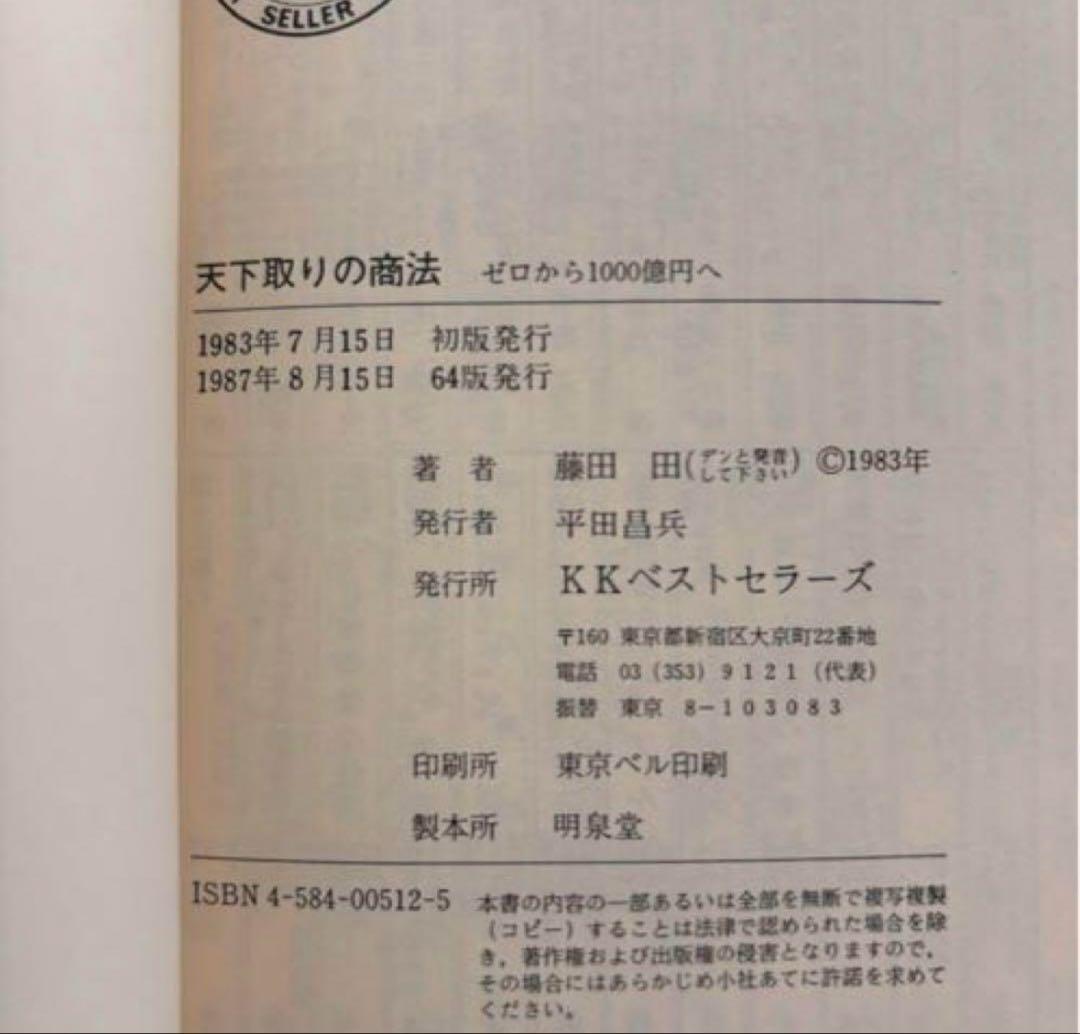 SELLER
天下取りの商法 ゼロから1000億円へ
1983年7月15日 初版発行
1987年8月15日 64版発行
著 者 藤田 田(デンと発音して下さい) ©1983年
発行者 平田昌兵
発行所 KKベストセラーズ
〒160 東京都新宿区大京町22番地
電話 03 (353) 9121 (代表)
振替 東京 8-103083
印刷所 東京ベル印刷
製本所 明泉堂
ISBN 4-584-00512-5
本書の内容の一部あるいは全部を無断で複写複製
(コピー) することは法律で認められた場合を除
き, 著作権および出版権の侵害となりますので,
その場合にはあらかじめ小社あてに許諾を求めて
ください。